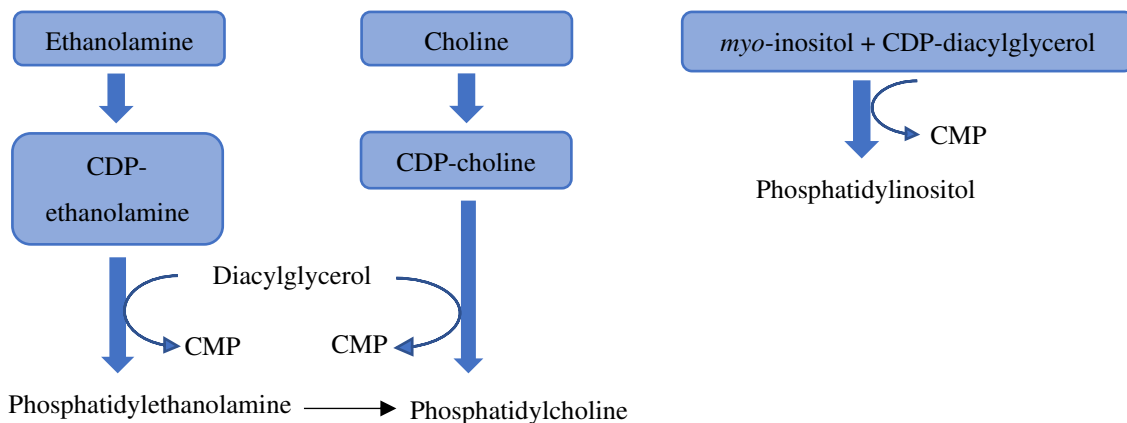 Ethanolamine
Choline
myo-inositol + CDP-diacylglycerol
CDP-
ethanolamine
CDP-choline
CMP
Phosphatidylinositol
Diacylglycerol
CMP
CMP
Phosphatidylethanolamine
Phosphatidylcholine